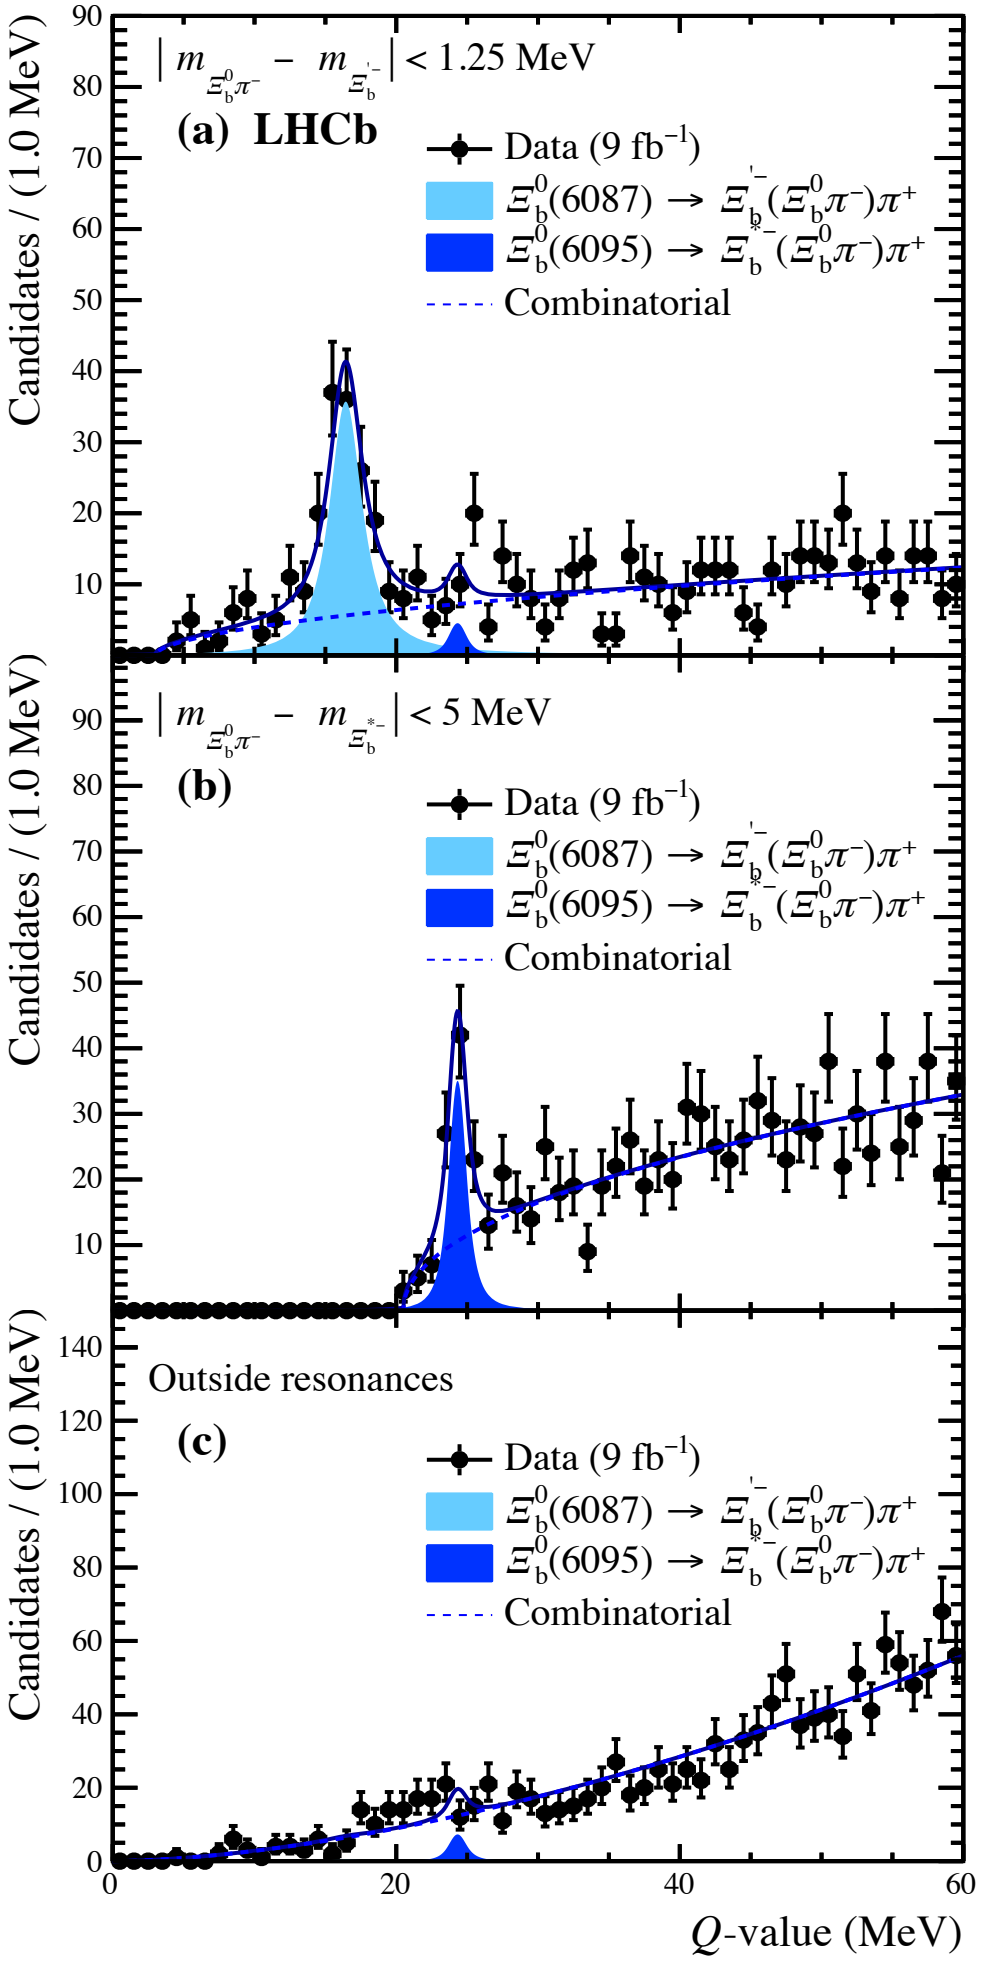 | m_{Ξ_b^0π^-} − m_{Ξ_b^{'-}} | < 1.25 MeV
(a) LHCb
Data (9 fb⁻¹)
Ξ_b^0(6087) → Ξ_b^{'-}(Ξ_b^0π^-)π^+
Ξ_b^0(6095) → Ξ_b^{*-}(Ξ_b^0π^-)π^+
Combinatorial
Candidates / (1.0 MeV)
90
80
70
60
50
40
30
20
10
| m_{Ξ_b^0π^-} − m_{Ξ_b^{*-}} | < 5 MeV
(b)
Data (9 fb⁻¹)
Ξ_b^0(6087) → Ξ_b^{'-}(Ξ_b^0π^-)π^+
Ξ_b^0(6095) → Ξ_b^{*-}(Ξ_b^0π^-)π^+
Combinatorial
Candidates / (1.0 MeV)
90
80
70
60
50
40
30
20
10
Outside resonances
(c)
Data (9 fb⁻¹)
Ξ_b^0(6087) → Ξ_b^{'-}(Ξ_b^0π^-)π^+
Ξ_b^0(6095) → Ξ_b^{*-}(Ξ_b^0π^-)π^+
Combinatorial
Candidates / (1.0 MeV)
140
120
100
80
60
40
20
0
0 20 40 60
Q-value (MeV)